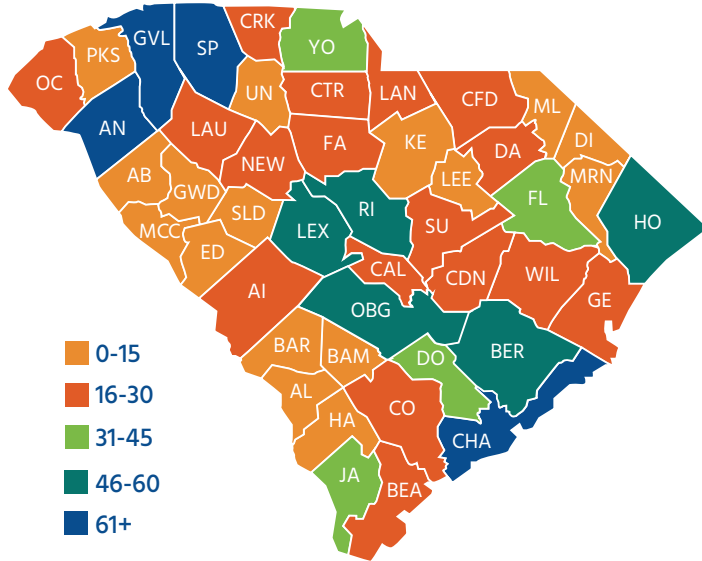 CRK
GVL
YO
PKS
SP
OC
UN
CTR
LAN
CFD
ML
AN
LAU
FA
KE
DA
DI
NEW
LEE
MRN
AB
GWD
FL
SLD
RI
HO
MCC
LEX
SU
ED
CAL
CDN
WIL
AI
GE
OBG
BAR
BAM
DO
BER
0-15
AL
16-30
HA
CO
CHA
31-45
JA
BEA
46-60
61+